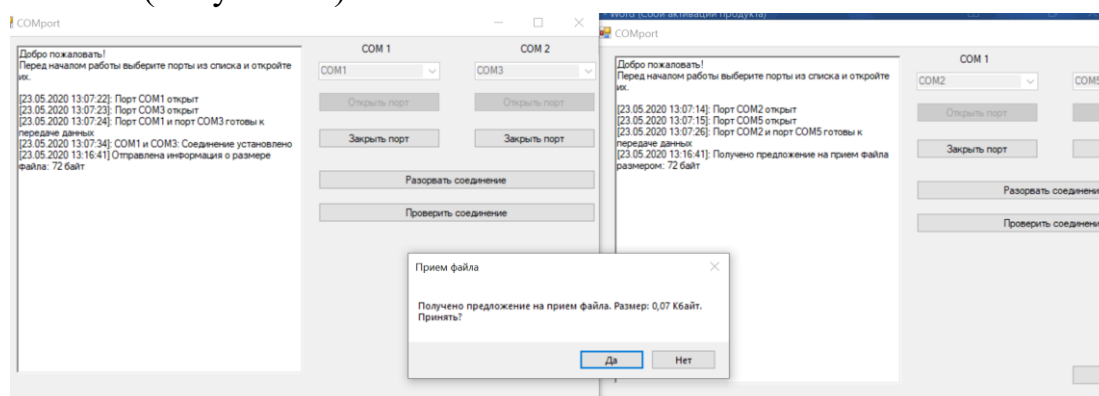 COMport
Добро пожаловать!
Перед началом работы выберите порты из списка и откройте
их.
[23.05.2020 13:07:22]: Порт COM1 открыт
[23.05.2020 13:07:23]: Порт COM3 открыт
[23.05.2020 13:07:24]: Порт COM1 и порт COM3 готовы к
передаче данных
[23.05.2020 13:07:34]: COM1 и COM3: Соединение установлено
[23.05.2020 13:16:41] Отправлена информация о размере
файла: 72 байт
COM 1
COM 2
COM1
COM3
Открыть порт
Открыть порт
Закрыть порт
Закрыть порт
Разорвать соединение
Проверить соединение
- Word (Сбой активации продукта)
COMport
Добро пожаловать!
Перед началом работы выберите порты из списка и откройте
их.
[23.05.2020 13:07:14]: Порт COM2 открыт
[23.05.2020 13:07:15]: Порт COM5 открыт
[23.05.2020 13:07:26]: Порт COM2 и порт COM5 готовы к
передаче данных
[23.05.2020 13:16:41]: Получено предложение на прием файла
размером: 72 байт
COM 1
COM2
COM5
Открыть порт
Закрыть порт
Разорвать соединени
Проверить соединени
Прием файла
Получено предложение на прием файла. Размер: 0,07 Кбайт.
Принять?
Да
Нет